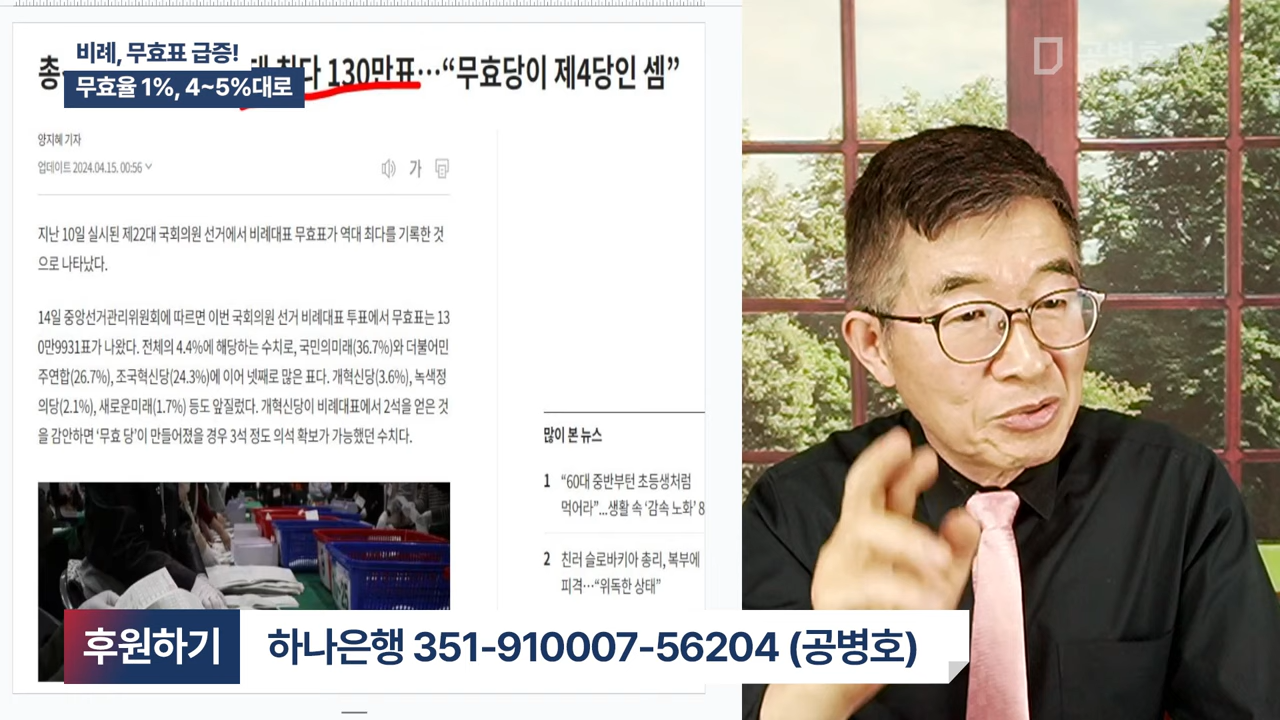 비례, 무효표 급증!
무효율 1%, 4~5%대로
총
최다 130만표…“무효당이 제4당인 셈”
양지혜 기자
업데이트 2024.04.15. 00:56
가
지난 10일 실시된 제22대 국회의원 선거에서 비례대표 무효표가 역대 최다를 기록한 것
으로 나타났다.
14일 중앙선거관리위원회에 따르면 이번 국회의원 선거 비례대표 투표에서 무효표는 13
0만9931표가 나왔다. 전체의 4.4%에 해당하는 수치로, 국민의미래(36.7%)와 더불어민
주연합(26.7%), 조국혁신당(24.3%)에 이어 넷째로 많은 표다. 개혁신당(3.6%), 녹색정
의당(2.1%), 새로운미래(1.7%) 등도 앞질렀다. 개혁신당이 비례대표에서 2석을 얻은 것
을 감안하면 ‘무효 당’이 만들어졌을 경우 3석 정도 의석 확보가 가능했던 수치다.
많이 본 뉴스
1 “60대 중반부턴 초등생처럼
먹어라”...생활 속 ‘감속 노화’ 8
2 친러 슬로바키아 총리, 복부에
피격…“위독한 상태”
공병호TV
후원하기
하나은행 351-910007-56204 (공병호)